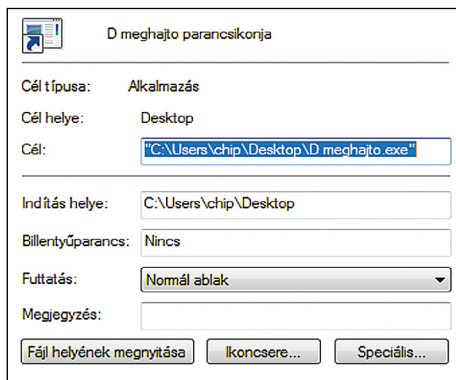 D meghajto parancsikonja
Cél típusa: Alkalmazás
Cél helye: Desktop
Cél: "C:\Users\chip\Desktop\D meghajto.exe"
Indítás helye: C:\Users\chip\Desktop
Billentyűparancs: Nincs
Futtatás: Normál ablak
Megjegyzés:
Fájl helyének megnyitása Ikoncsere... Speciális...